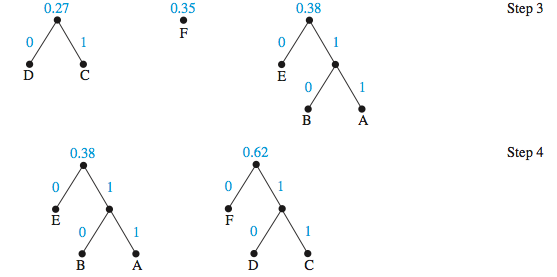 0.27 0.35 0.38 Step 3
0 1 F 0 1
D C E 0 1
B A
0.38 0.62 Step 4
0 1 0 1
E 0 1 F 0 1
B A D C